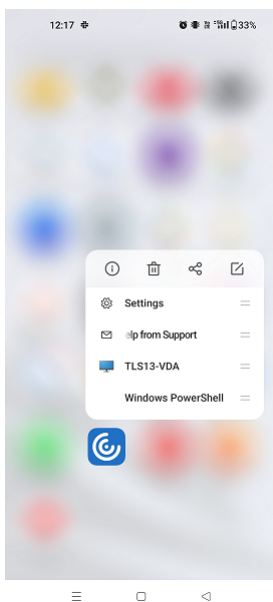 12:17
33%
Settings
elp from Support
TLS13-VDA
Windows PowerShell